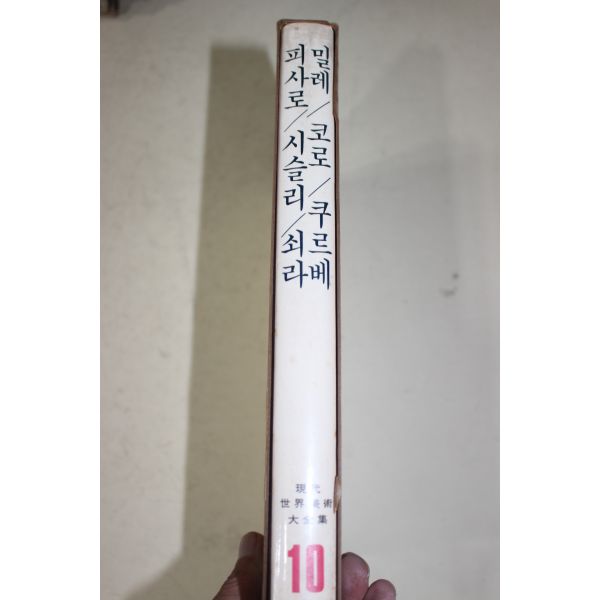 밀레/코로/쿠르베
피사로/시슬리/쇠라
現代
世界美術
大全集
10